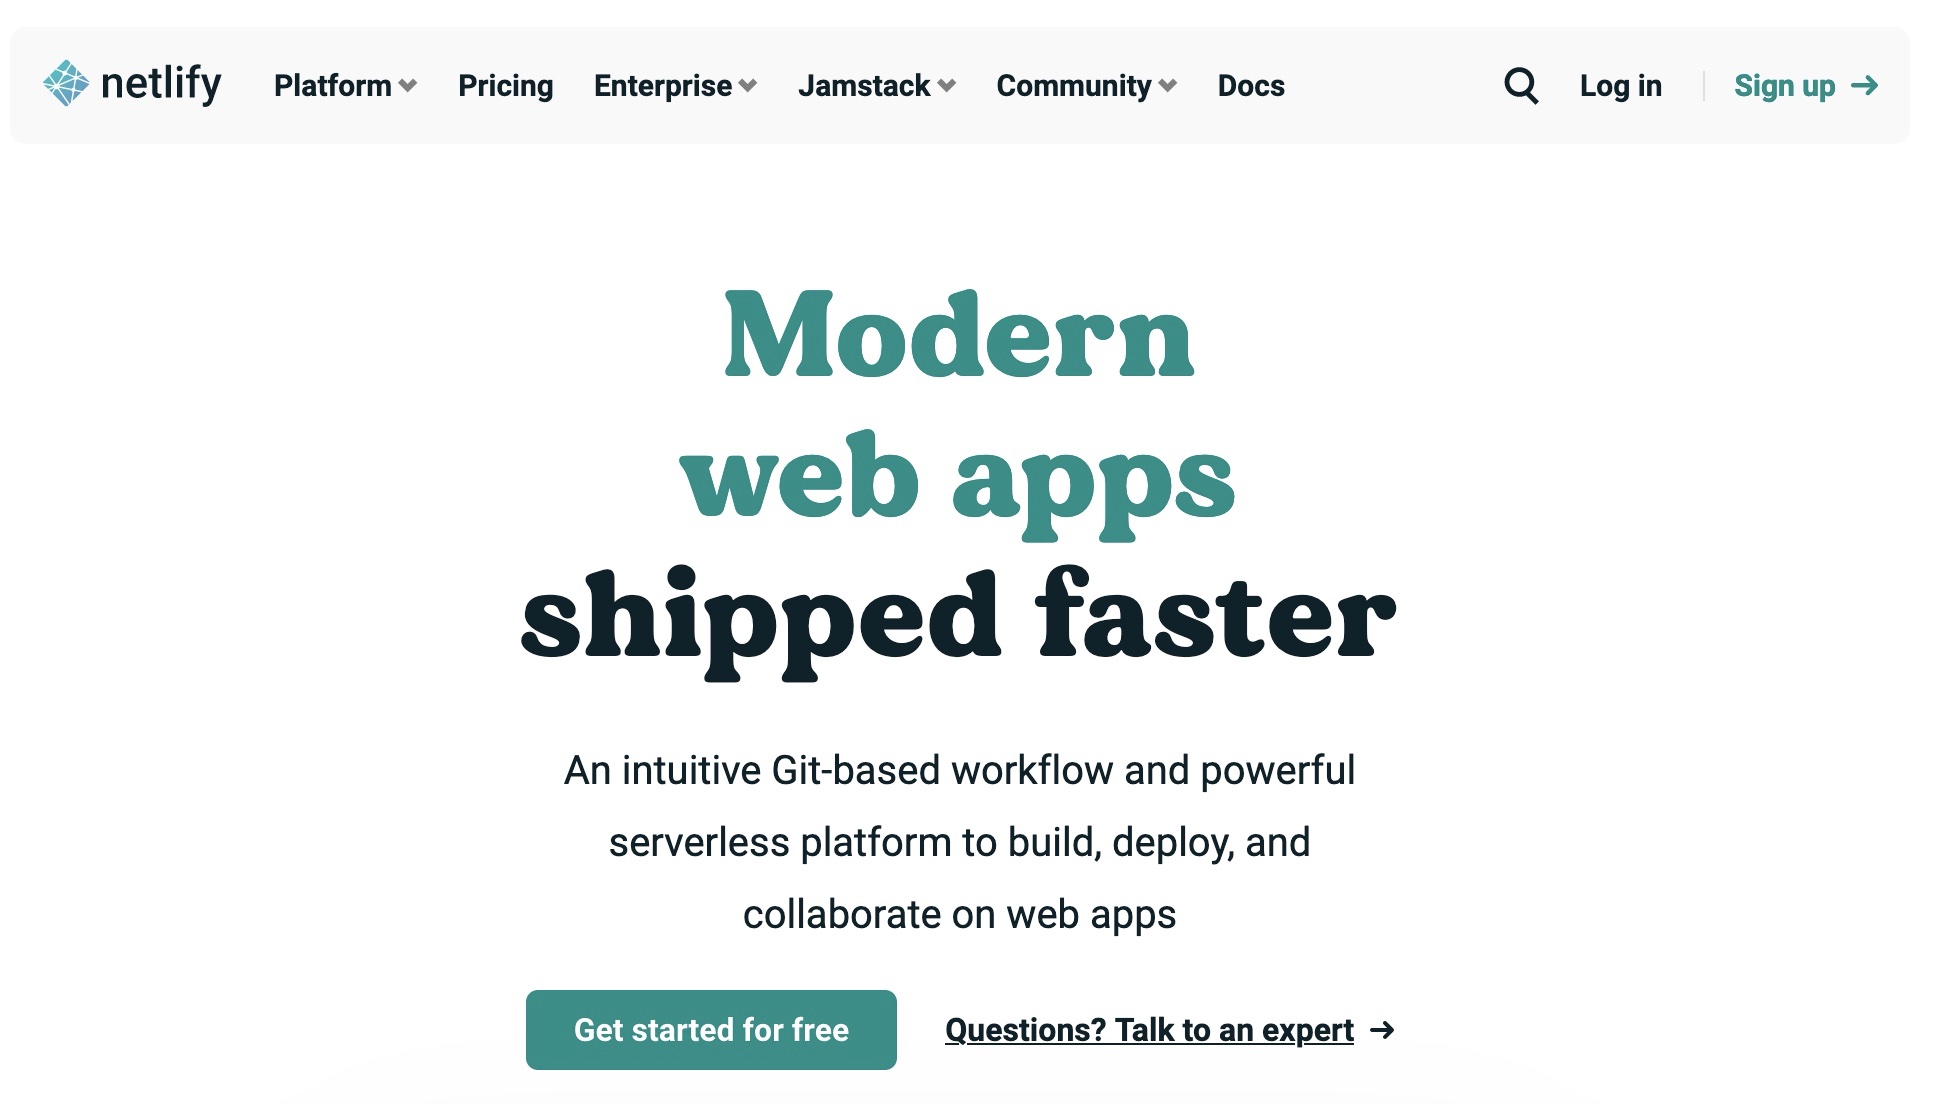 netlify Platform Pricing Enterprise Jamstack Community Docs Log in Sign up →
Modern
web apps
shipped faster
An intuitive Git-based workflow and powerful
serverless platform to build, deploy, and
collaborate on web apps
Get started for free Questions? Talk to an expert →